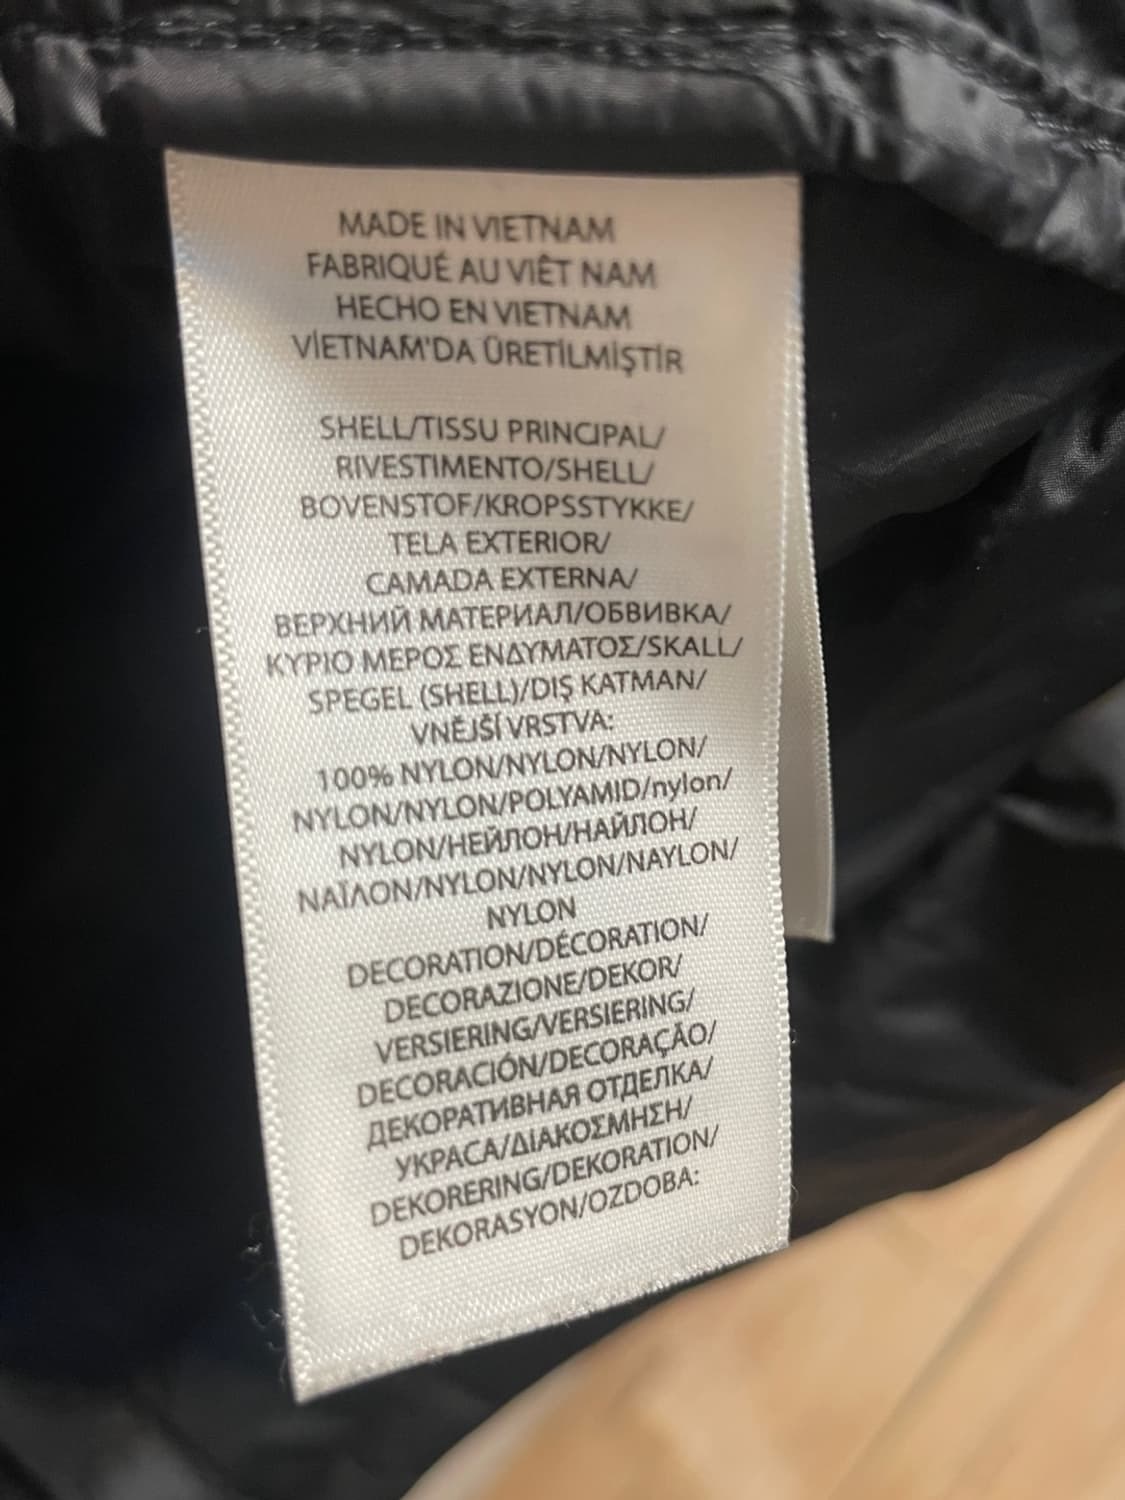 MADE IN VIETNAM
FABRIQUÉ AU VIÊT NAM
HECHO EN VIETNAM
VİETNAM'DA ÜRETİLMİŞTİR
SHELL/TISSU PRINCIPAL/
RIVESTIMENTO/SHELL/
BOVENSTOF/KROPSSTYKKE/
TELA EXTERIOR/
CAMADA EXTERNA/
ВЕРХНИЙ МАТЕРИАЛ/ОБВИВКА/
ΚΥΡΙΟ ΜΕΡΟΣ ΕΝΔΥΜΑΤΟΣ/SKALL/
SPEGEL (SHELL)/DIŞ KATMAN/
VNĚJŠÍ VRSTVA:
100% NYLON/NYLON/NYLON/
NYLON/NYLON/POLYAMID/nylon/
NYLON/НЕЙЛОН/НАЙЛОН/
ΝΑΪΛΟΝ/NYLON/NYLON/NAYLON/
NYLON
DECORATION/DÉCORATION/
DECORAZIONE/DEKOR/
VERSIERING/VERSIERING/
DECORACIÓN/DECORAÇÃO/
ДЕКОРАТИВНАЯ ОТДЕЛКА/
УКРАСА/ΔΙΑΚΟΣΜΗΣΗ/
DEKORERING/DEKORATION/
DEKORASYON/OZDOBA: